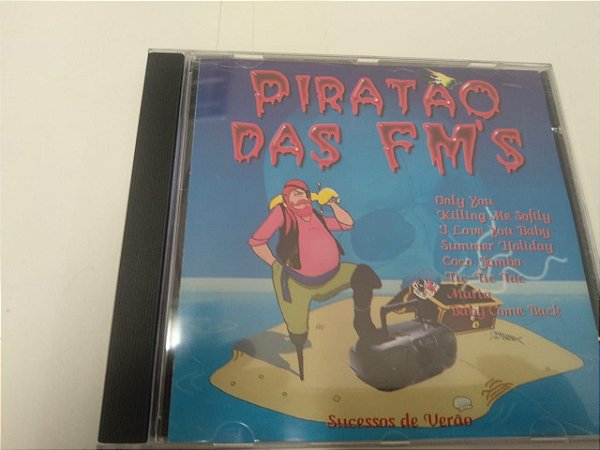 PIRATÃO
DAS FM'S
Only You
Killing Me Softly
I Love You Baby
Summer Holiday
Coco Jambo
Tic Tic Tac
Maria
Baby Come Back
Sucessos de Verão